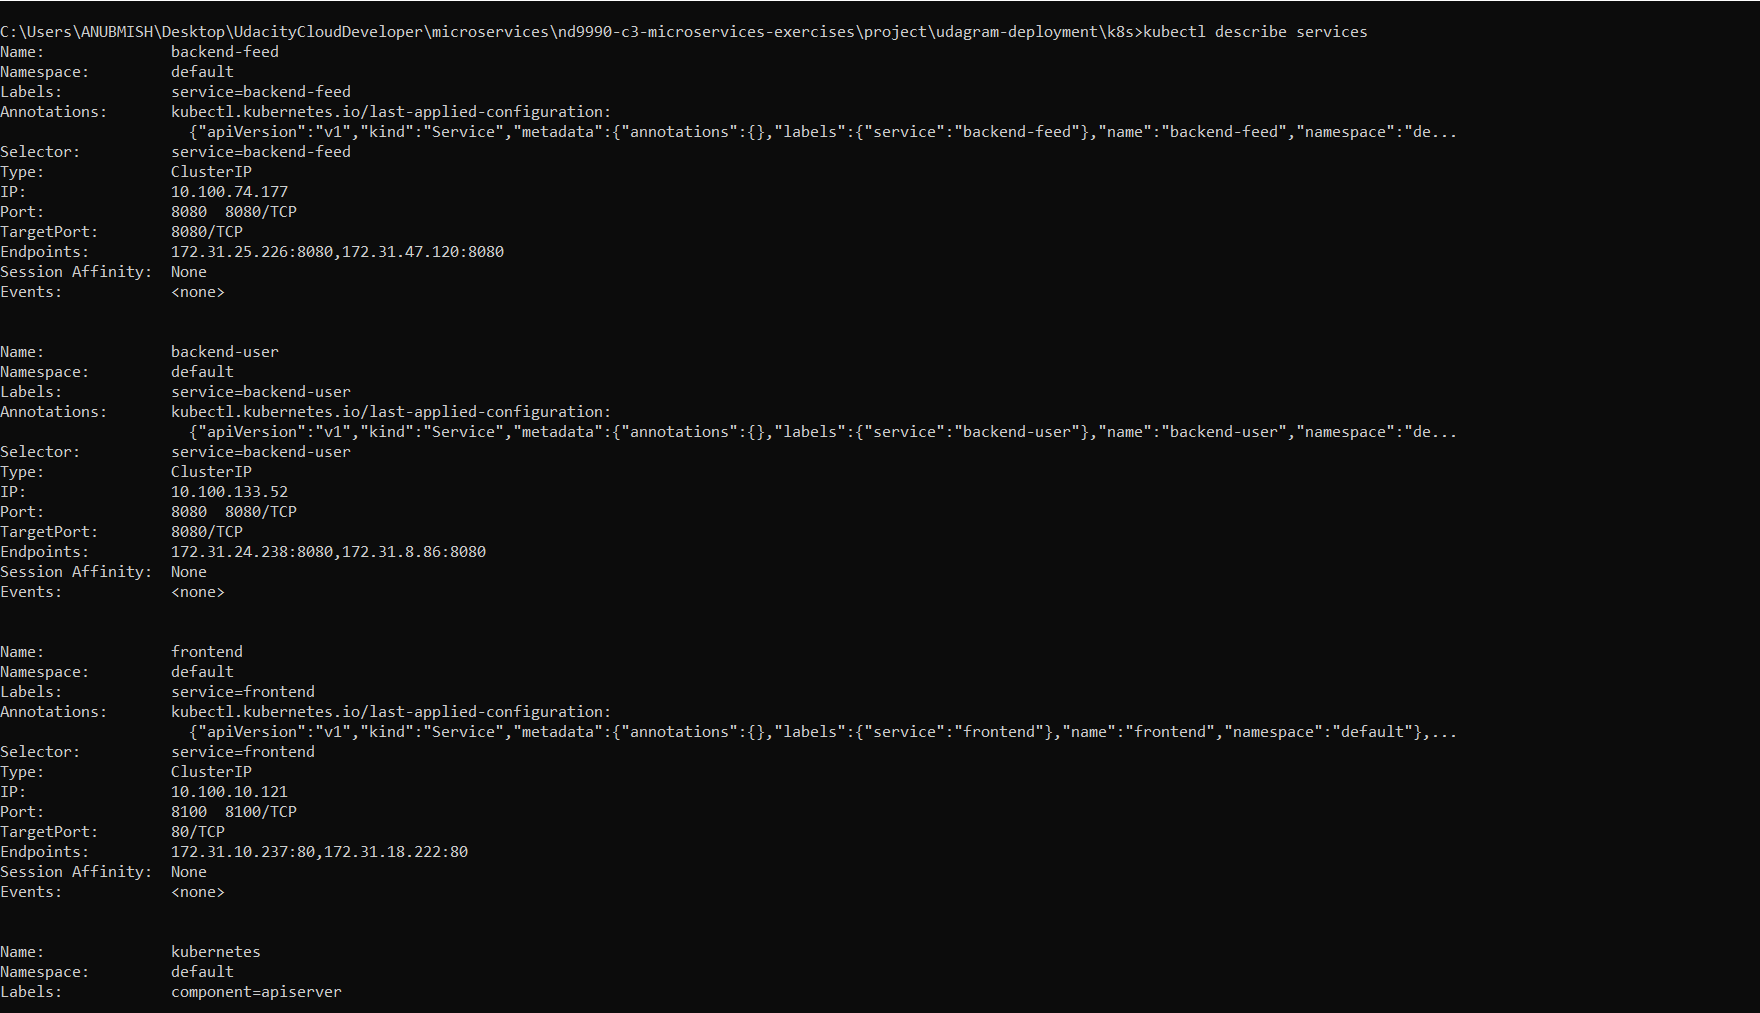 C:\Users\ANUBMISH\Desktop\UdacityCloudDeveloper\microservices\nd9990-c3-microservices-exercises\project\udagram-deployment\k8s>kubectl describe services
Name:              backend-feed
Namespace:         default
Labels:            service=backend-feed
Annotations:       kubectl.kubernetes.io/last-applied-configuration:
                     {"apiVersion":"v1","kind":"Service","metadata":{"annotations":{},"labels":{"service":"backend-feed"},"name":"backend-feed","namespace":"de...
Selector:          service=backend-feed
Type:              ClusterIP
IP:                10.100.74.177
Port:              8080  8080/TCP
TargetPort:        8080/TCP
Endpoints:         172.31.25.226:8080,172.31.47.120:8080
Session Affinity:  None
Events:            <none>

Name:              backend-user
Namespace:         default
Labels:            service=backend-user
Annotations:       kubectl.kubernetes.io/last-applied-configuration:
                     {"apiVersion":"v1","kind":"Service","metadata":{"annotations":{},"labels":{"service":"backend-user"},"name":"backend-user","namespace":"de...
Selector:          service=backend-user
Type:              ClusterIP
IP:                10.100.133.52
Port:              8080  8080/TCP
TargetPort:        8080/TCP
Endpoints:         172.31.24.238:8080,172.31.8.86:8080
Session Affinity:  None
Events:            <none>

Name:              frontend
Namespace:         default
Labels:            service=frontend
Annotations:       kubectl.kubernetes.io/last-applied-configuration:
                     {"apiVersion":"v1","kind":"Service","metadata":{"annotations":{},"labels":{"service":"frontend"},"name":"frontend","namespace":"default"},...
Selector:          service=frontend
Type:              ClusterIP
IP:                10.100.10.121
Port:              8100  8100/TCP
TargetPort:        80/TCP
Endpoints:         172.31.10.237:80,172.31.18.222:80
Session Affinity:  None
Events:            <none>

Name:              kubernetes
Namespace:         default
Labels:            component=apiserver